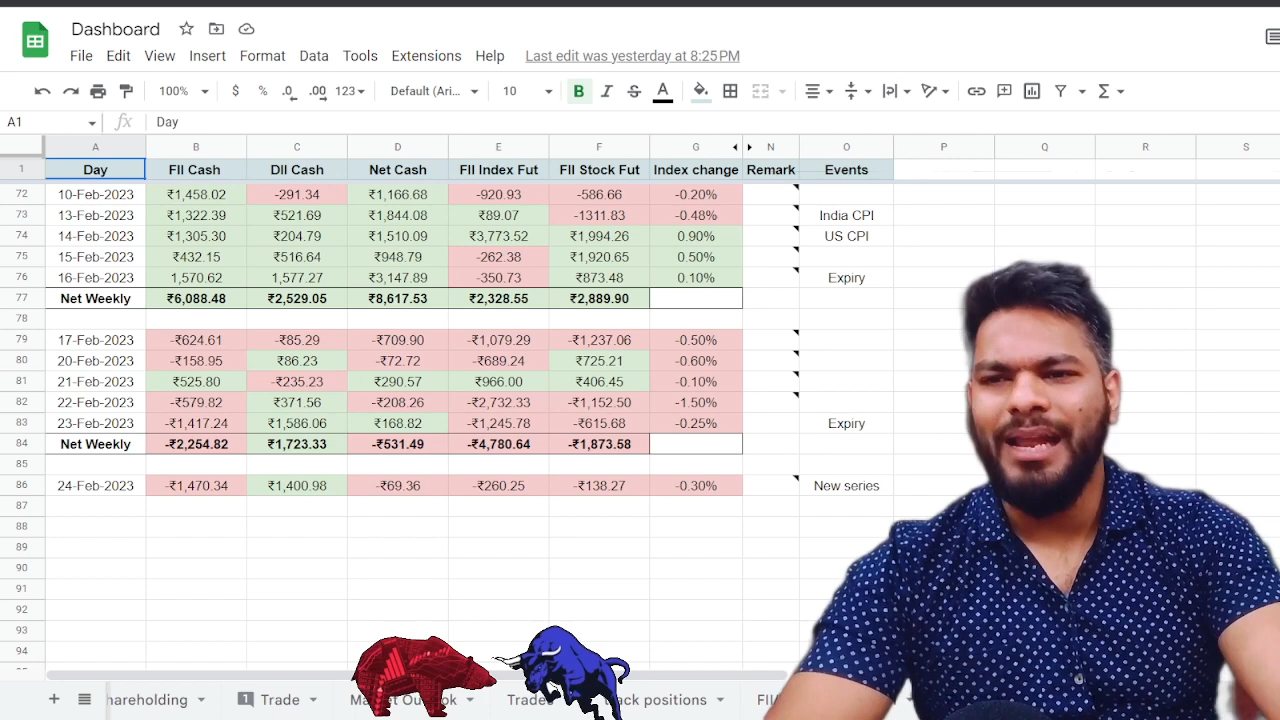 Dashboard
File Edit View Insert Format Data Tools Extensions Help Last edit was yesterday at 8:25 PM
100% $ % .0 .00 123 Default (Ari... 10 B I S A
A1 fx Day
A B C D E F G N O P Q R S
1 Day FII Cash DII Cash Net Cash FII Index Fut FII Stock Fut Index change Remark Events
72 10-Feb-2023 ₹1,458.02 -291.34 ₹1,166.68 -920.93 -586.66 -0.20%
73 13-Feb-2023 ₹1,322.39 ₹521.69 ₹1,844.08 ₹89.07 -1311.83 -0.48% India CPI
74 14-Feb-2023 ₹1,305.30 ₹204.79 ₹1,510.09 ₹3,773.52 ₹1,994.26 0.90% US CPI
75 15-Feb-2023 ₹432.15 ₹516.64 ₹948.79 -262.38 ₹1,920.65 0.50%
76 16-Feb-2023 1,570.62 1,577.27 ₹3,147.89 -350.73 ₹873.48 0.10% Expiry
77 Net Weekly ₹6,088.48 ₹2,529.05 ₹8,617.53 ₹2,328.55 ₹2,889.90
78
79 17-Feb-2023 -₹624.61 -₹85.29 -₹709.90 -₹1,079.29 -₹1,237.06 -0.50%
80 20-Feb-2023 -₹158.95 ₹86.23 -₹72.72 -₹689.24 ₹725.21 -0.60%
81 21-Feb-2023 ₹525.80 -₹235.23 ₹290.57 ₹966.00 ₹406.45 -0.10%
82 22-Feb-2023 -₹579.82 ₹371.56 -₹208.26 -₹2,732.33 -₹1,152.50 -1.50%
83 23-Feb-2023 -₹1,417.24 ₹1,586.06 ₹168.82 -₹1,245.78 -₹615.68 -0.25% Expiry
84 Net Weekly -₹2,254.82 ₹1,723.33 -₹531.49 -₹4,780.64 -₹1,873.58
85
86 24-Feb-2023 -₹1,470.34 ₹1,400.98 -₹69.36 -₹260.25 -₹138.27 -0.30% New series
87
88
89
90
91
92
93
94
hareholding 1 Trade Trades positions